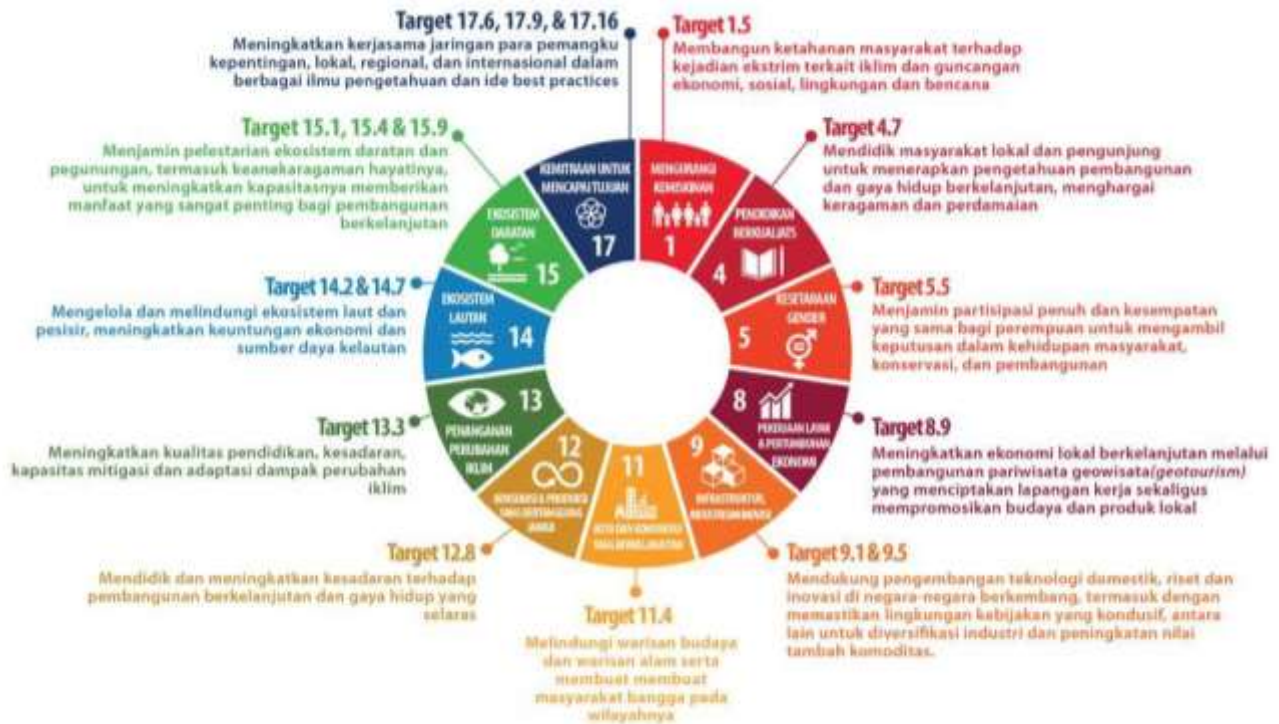 Target 17.6, 17.9, & 17.16
Meningkatkan kerjasama jaringan para pemangku
kepentingan, lokal, regional, dan internasional dalam
berbagai ilmu pengetahuan dan ide best practices
Target 1.5
Membangun ketahanan masyarakat terhadap
kejadian ekstrim terkait iklim dan guncangan
ekonomi, sosial, lingkungan dan bencana
Target 15.1, 15.4 & 15.9
Menjamin pelestarian ekosistem daratan dan
pegunungan, termasuk keanekaragaman hayatinya,
untuk meningkatkan kapasitasnya memberikan
manfaat yang sangat penting bagi pembangunan
berkelanjutan
Target 4.7
Mendidik masyarakat lokal dan pengunjung
untuk menerapkan pengetahuan pembangunan
dan gaya hidup berkelanjutan, menghargai
keragaman dan perdamaian
Target 14.2 & 14.7
Mengelola dan melindungi ekosistem laut dan
pesisir, meningkatkan keuntungan ekonomi dan
sumber daya kelautan
Target 5.5
Menjamin partisipasi penuh dan kesempatan
yang sama bagi perempuan untuk mengambil
keputusan dalam kehidupan masyarakat,
konservasi, dan pembangunan
Target 13.3
Meningkatkan kualitas pendidikan, kesadaran,
kapasitas mitigasi dan adaptasi dampak perubahan
iklim
Target 8.9
Meningkatkan ekonomi lokal berkelanjutan melalui
pembangunan pariwisata geowisata(geotourism)
yang menciptakan lapangan kerja sekaligus
mempromosikan budaya dan produk lokal
Target 12.8
Mendidik dan meningkatkan kesadaran terhadap
pembangunan berkelanjutan dan gaya hidup yang
selaras
Target 11.4
Melindungi warisan budaya
dan warisan alam serta
membuat membuat
masyarakat bangga pada
wilayahnya
Target 9.1 & 9.5
Mendukung pengembangan teknologi domestik, riset dan
inovasi di negara-negara berkembang, termasuk dengan
memastikan lingkungan kebijakan yang kondusif, antara
lain untuk diversifikasi industri dan peningkatan nilai
tambah komoditas.
KEMITRAAN UNTUK
MENCAPAI TUJUAN
17
MENGURANGI
KEMISKINAN
1
PENDIDIKAN
BERKUALIATS
4
KESETARAAN
GENDER
5
8
PEKERJAAN LAYAK
& PERTUMBUHAN
EKONOMI
9
INFRASTRUKTUR,
11
12
13
PENANGANAN
PERUBAHAN
IKLIM
EKOSISTEM
LAUTAN
14
EKOSISTEM
DARATAN
15